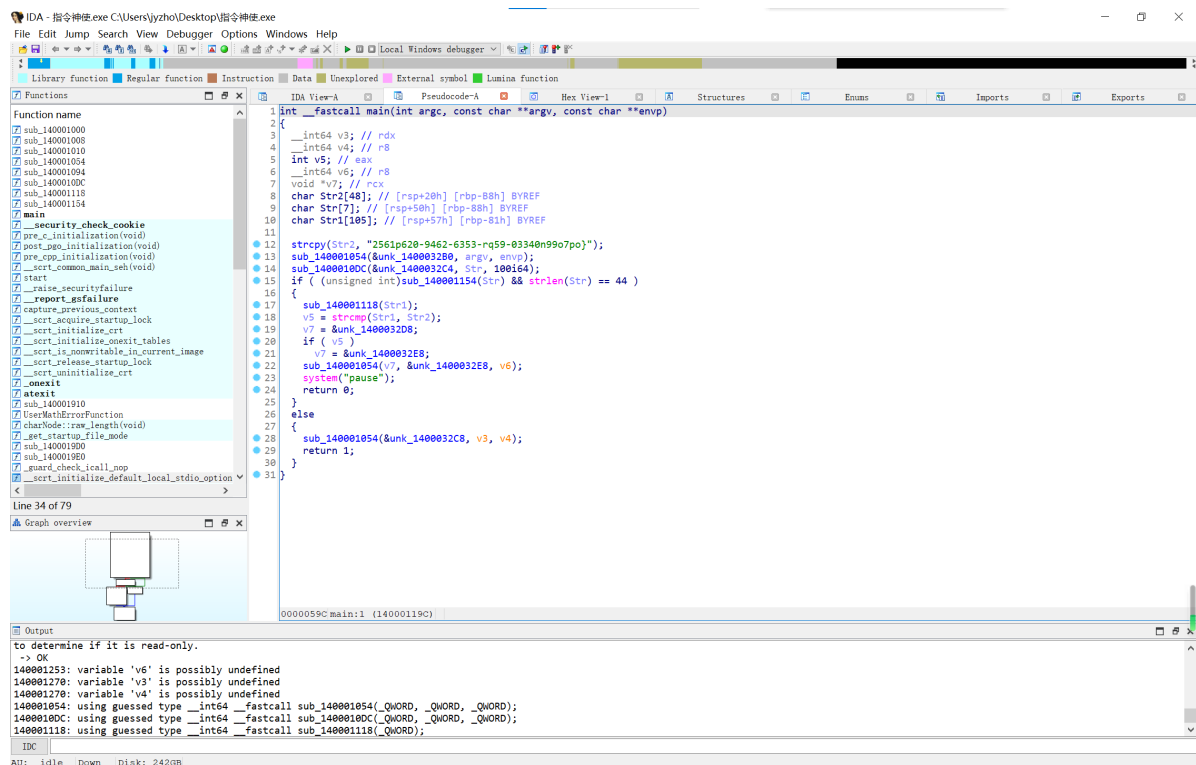 IDA - 指令神使.exe C:\Users\jyzho\Desktop\指令神使.exe
File Edit Jump Search View Debugger Options Windows Help
Local Windows debugger
Library function Regular function Instruction Data Unexplored External symbol Lumina function
Functions
IDA View-A Pseudocode-A Hex View-1 Structures Enums Imports Exports
Function name
sub_140001000
sub_140001008
sub_140001010
sub_140001054
sub_140001094
sub_1400010DC
sub_140001118
sub_140001154
main
__security_check_cookie
pre_c_initialization(void)
post_pgo_initialization(void)
pre_cpp_initialization(void)
__scrt_common_main_seh(void)
start
__raise_securityfailure
__report_gsfailure
capture_previous_context
__scrt_acquire_startup_lock
__scrt_initialize_crt
__scrt_initialize_onexit_tables
__scrt_is_nonwritable_in_current_image
__scrt_release_startup_lock
__scrt_uninitialize_crt
_onexit
atexit
sub_140001910
UserMathErrorFunction
charNode::raw_length(void)
_get_startup_file_mode
sub_1400019D0
sub_1400019E0
_guard_check_icall_nop
__scrt_initialize_default_local_stdio_option
Line 34 of 79
Graph overview
1 int __fastcall main(int argc, const char **argv, const char **envp)
2 {
3 __int64 v3; // rdx
4 __int64 v4; // r8
5 int v5; // eax
6 __int64 v6; // r8
7 void *v7; // rcx
8 char Str2[48]; // [rsp+20h] [rbp-B8h] BYREF
9 char Str[7]; // [rsp+50h] [rbp-88h] BYREF
10 char Str1[105]; // [rsp+57h] [rbp-81h] BYREF
11
12 strcpy(Str2, "2561p620-9462-6353-rq59-03340n99o7po}");
13 sub_140001054(&unk_1400032B0, argv, envp);
14 sub_1400010DC(&unk_1400032C4, Str, 100i64);
15 if ( (unsigned int)sub_140001154(Str) && strlen(Str) == 44 )
16 {
17 sub_140001118(Str1);
18 v5 = strcmp(Str1, Str2);
19 v7 = &unk_1400032D8;
20 if ( v5 )
21 v7 = &unk_1400032E8;
22 sub_140001054(v7, &unk_1400032E8, v6);
23 system("pause");
24 return 0;
25 }
26 else
27 {
28 sub_140001054(&unk_1400032C8, v3, v4);
29 return 1;
30 }
31 }
0000059C main:1 (14000119C)
Output
to determine if it is read-only.
-> OK
140001253: variable 'v6' is possibly undefined
140001270: variable 'v3' is possibly undefined
140001270: variable 'v4' is possibly undefined
140001054: using guessed type __int64 __fastcall sub_140001054(_QWORD, _QWORD, _QWORD);
1400010DC: using guessed type __int64 __fastcall sub_1400010DC(_QWORD, _QWORD, _QWORD);
140001118: using guessed type __int64 __fastcall sub_140001118(_QWORD);
IDC
AU: idle Down Disk: 242GB